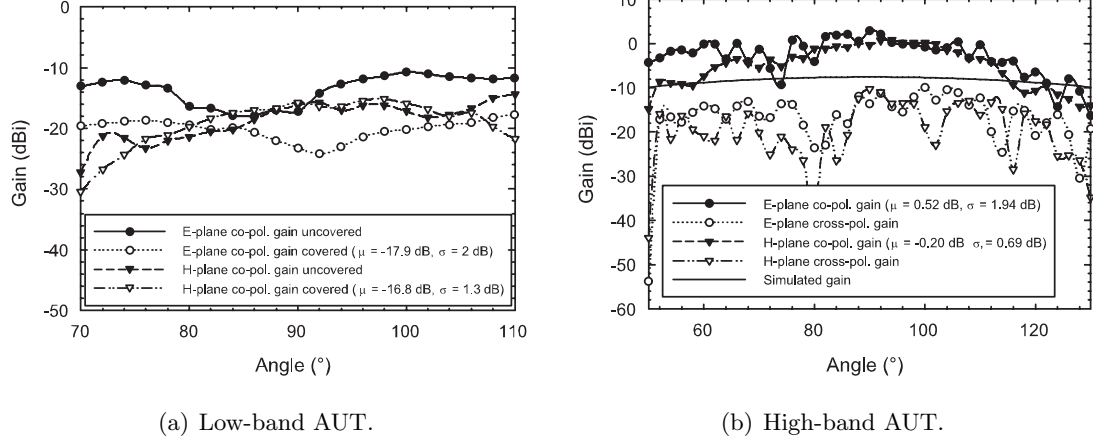 10
0
-10
-20
-30
-40
-50
Gain (dBi)
E-plane co-pol. gain uncovered
E-plane co-pol. gain covered ( μ = -17.9 dB, σ = 2 dB)
H-plane co-pol. gain uncovered
H-plane co-pol. gain covered ( μ = -16.8 dB, σ = 1.3 dB)
70 80 90 100 110
Angle (°)
(a) Low-band AUT.
10
0
-10
-20
-30
-40
-50
-60
Gain (dBi)
E-plane co-pol. gain ( μ = 0.52 dB, σ = 1.94 dB)
E-plane cross-pol. gain
H-plane co-pol. gain ( μ = -0.20 dB σ,= 0.69 dB)
H-plane cross-pol. gain
Simulated gain
60 80 100 120
Angle (°)
(b) High-band AUT.